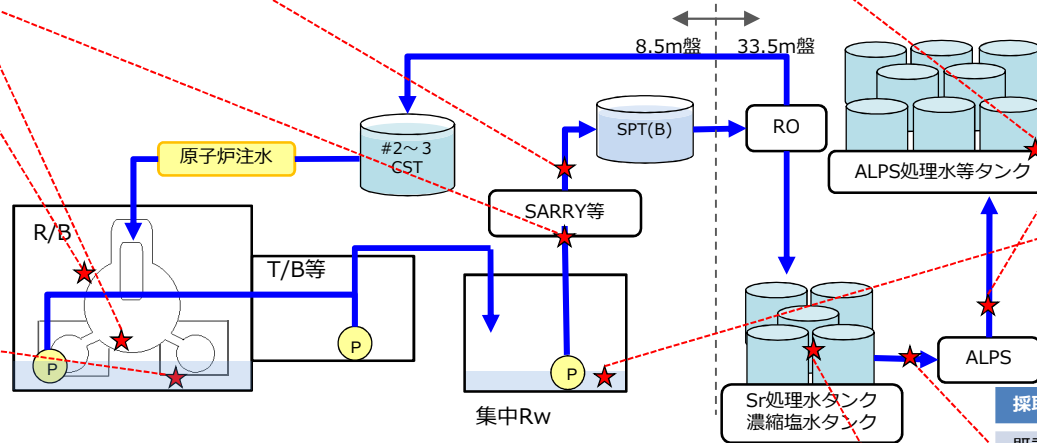 8.5m盤
33.5m盤
#2～3
CST
SPT(B)
RO
原子炉注水
ALPS処理水等タンク
SARRY等
R/B
T/B等
P
P
P
集中Rw
ALPS
Sr処理水タンク
濃縮塩水タンク
採取